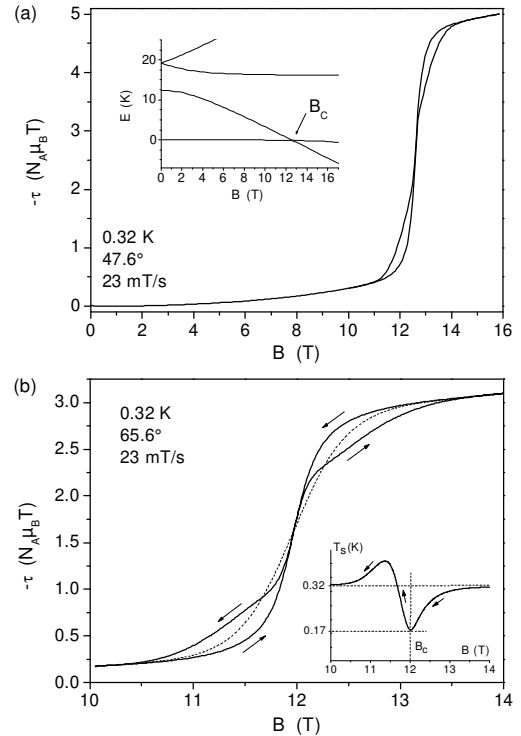 (a)
5
4
3
2
1
0
-τ (N_Aμ_BT)
20
10
0
E (K)
B_C
0 2 4 6 8 10 12 14 16
B (T)
0.32 K
47.6°
23 mT/s
0 2 4 6 8 10 12 14 16
B (T)
(b)
3.0
2.5
2.0
1.5
1.0
0.5
0.0
-τ (N_Aμ_BT)
0.32 K
65.6°
23 mT/s
T_S(K)
0.32
0.17
B_C
B (T)
10 11 12 13 14
10 11 12 13 14
B (T)